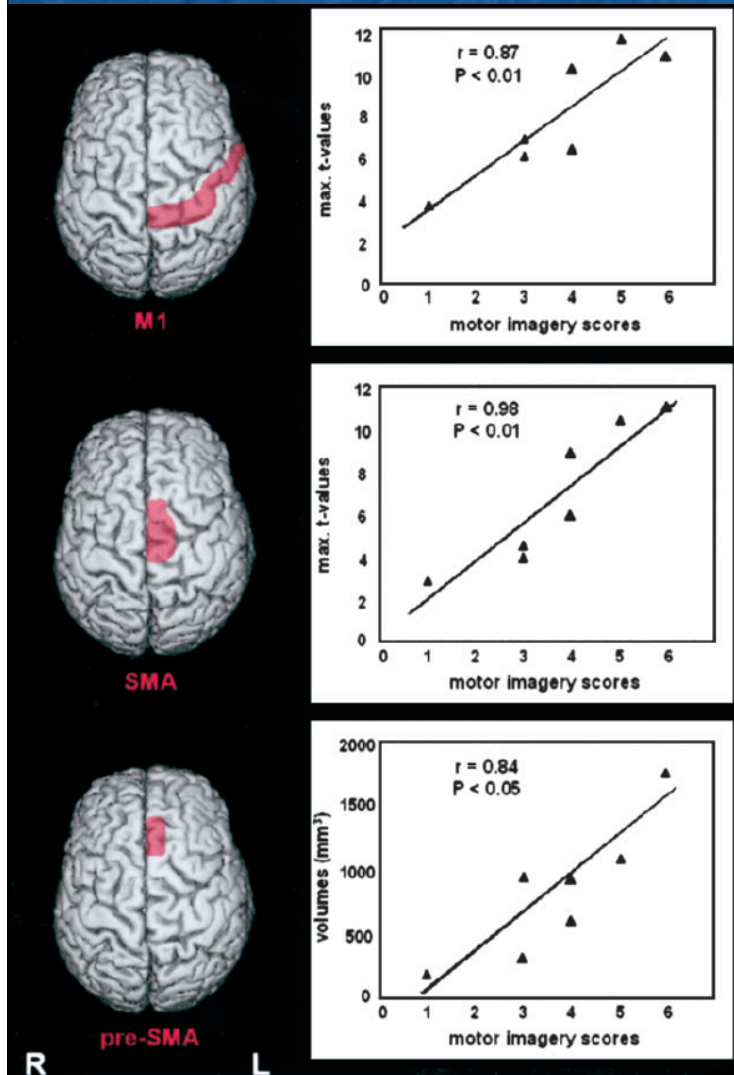 M1
r = 0.87
P < 0.01
max. t-values
12
10
8
6
4
2
0
0 1 2 3 4 5 6
motor imagery scores
SMA
r = 0.98
P < 0.01
max. t-values
12
10
8
6
4
2
0
0 1 2 3 4 5 6
motor imagery scores
pre-SMA
r = 0.84
P < 0.05
volumes (mm³)
2000
1500
1000
500
0
0 1 2 3 4 5 6
motor imagery scores
R L